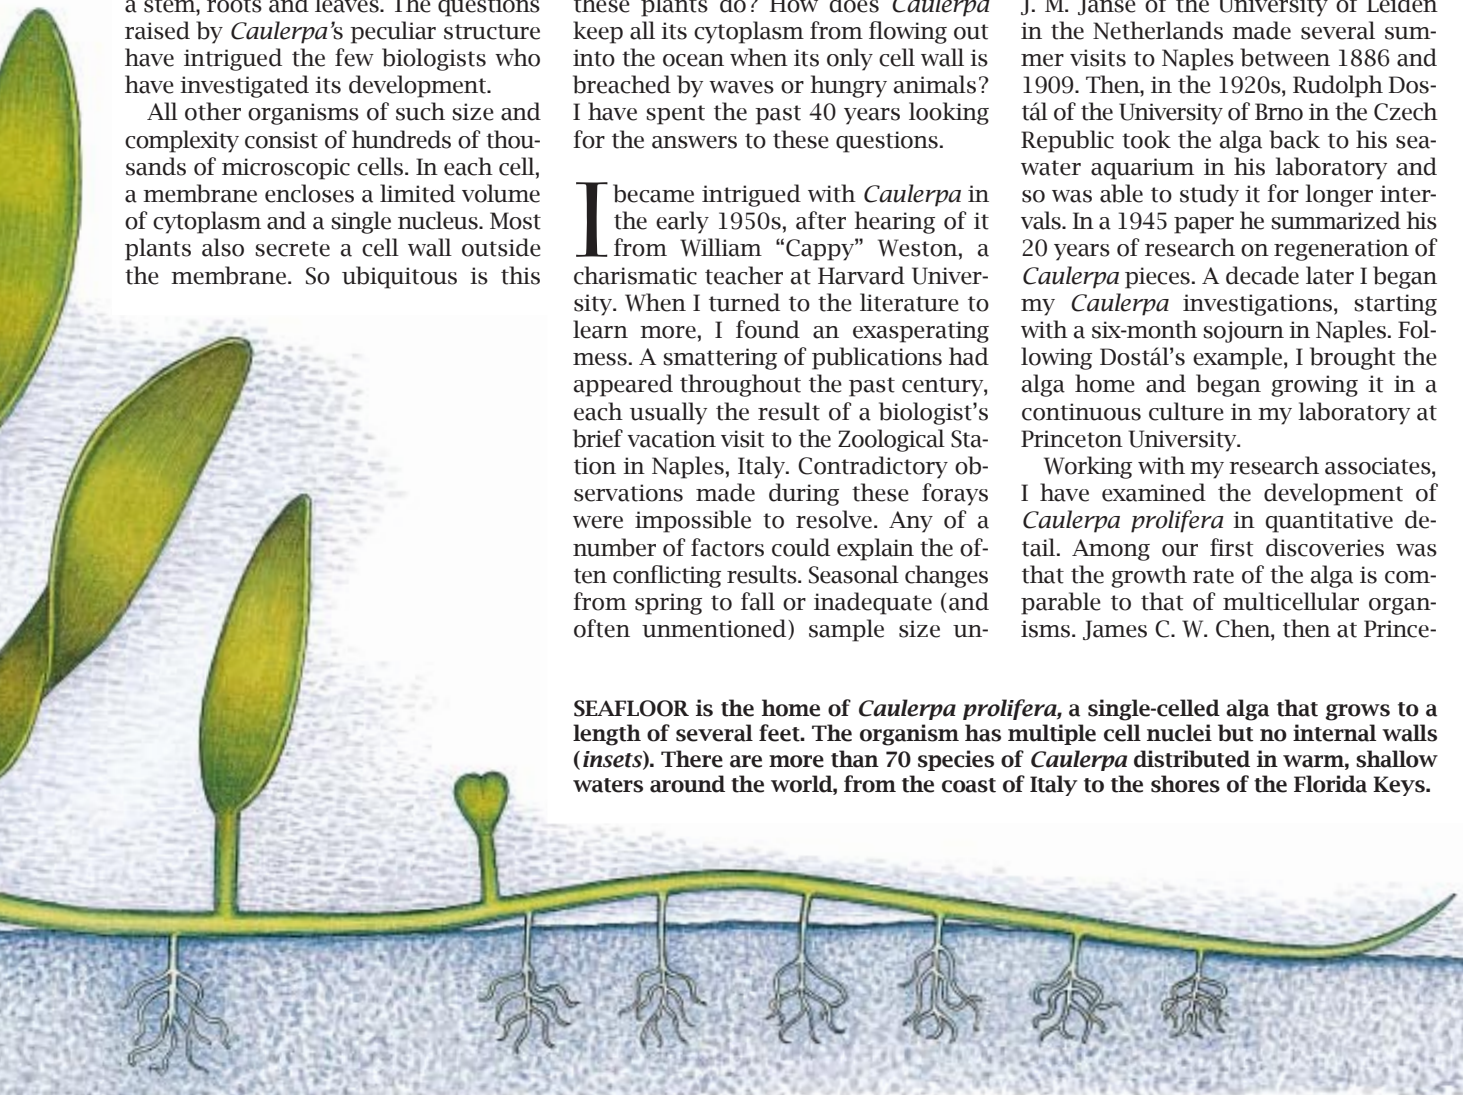 a stem, roots and leaves. The questions
raised by Caulerpa's peculiar structure
have intrigued the few biologists who
have investigated its development.
All other organisms of such size and
complexity consist of hundreds of thou-
sands of microscopic cells. In each cell,
a membrane encloses a limited volume
of cytoplasm and a single nucleus. Most
plants also secrete a cell wall outside
the membrane. So ubiquitous is this
these plants do? How does Caulerpa
keep all its cytoplasm from flowing out
into the ocean when its only cell wall is
breached by waves or hungry animals?
I have spent the past 40 years looking
for the answers to these questions.
I became intrigued with Caulerpa in
the early 1950s, after hearing of it
from William “Cappy” Weston, a
charismatic teacher at Harvard Univer-
sity. When I turned to the literature to
learn more, I found an exasperating
mess. A smattering of publications had
appeared throughout the past century,
each usually the result of a biologist's
brief vacation visit to the Zoological Sta-
tion in Naples, Italy. Contradictory ob-
servations made during these forays
were impossible to resolve. Any of a
number of factors could explain the of-
ten conflicting results. Seasonal changes
from spring to fall or inadequate (and
often unmentioned) sample size un-
J. M. Janse of the University of Leiden
in the Netherlands made several sum-
mer visits to Naples between 1886 and
1909. Then, in the 1920s, Rudolph Dos-
tál of the University of Brno in the Czech
Republic took the alga back to his sea-
water aquarium in his laboratory and
so was able to study it for longer inter-
vals. In a 1945 paper he summarized his
20 years of research on regeneration of
Caulerpa pieces. A decade later I began
my Caulerpa investigations, starting
with a six-month sojourn in Naples. Fol-
lowing Dostál's example, I brought the
alga home and began growing it in a
continuous culture in my laboratory at
Princeton University.
Working with my research associates,
I have examined the development of
Caulerpa prolifera in quantitative de-
tail. Among our first discoveries was
that the growth rate of the alga is com-
parable to that of multicellular organ-
isms. James C. W. Chen, then at Prince-
SEAFLOOR is the home of Caulerpa prolifera, a single-celled alga that grows to a
length of several feet. The organism has multiple cell nuclei but no internal walls
(insets). There are more than 70 species of Caulerpa distributed in warm, shallow
waters around the world, from the coast of Italy to the shores of the Florida Keys.